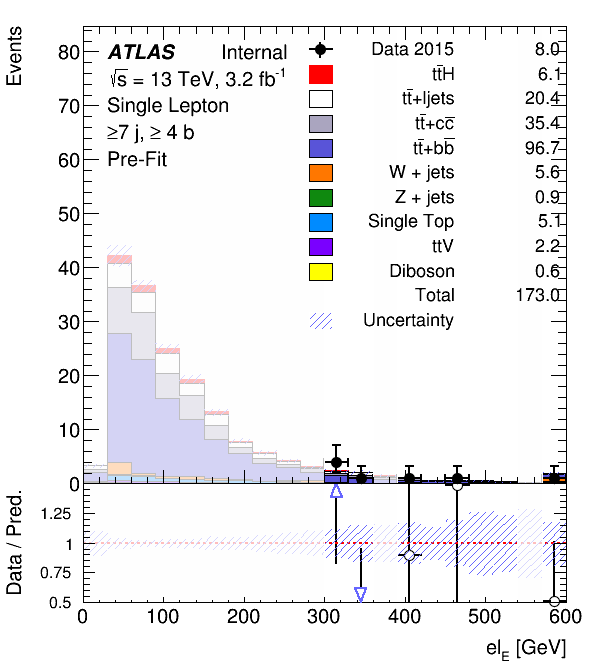 Events
80
70
60
50
40
30
20
10
0
ATLAS Internal
√s = 13 TeV, 3.2 fb⁻¹
Single Lepton
≥7 j, ≥ 4 b
Pre-Fit
Data 2015 8.0
tt̄H 6.1
tt̄+ljets 20.4
tt̄+cc̄ 35.4
tt̄+bb̄ 96.7
W + jets 5.6
Z + jets 0.9
Single Top 5.1
ttV 2.2
Diboson 0.6
Total 173.0
Uncertainty
Data / Pred.
1.25
1
0.75
0.5
0 100 200 300 400 500 600
el_E [GeV]